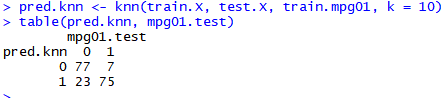 > pred.knn <- knn(train.X, test.X, train.mpg01, k = 10)
> table(pred.knn, mpg01.test)
        mpg01.test
pred.knn  0  1
       0 77  7
       1 23 75
>